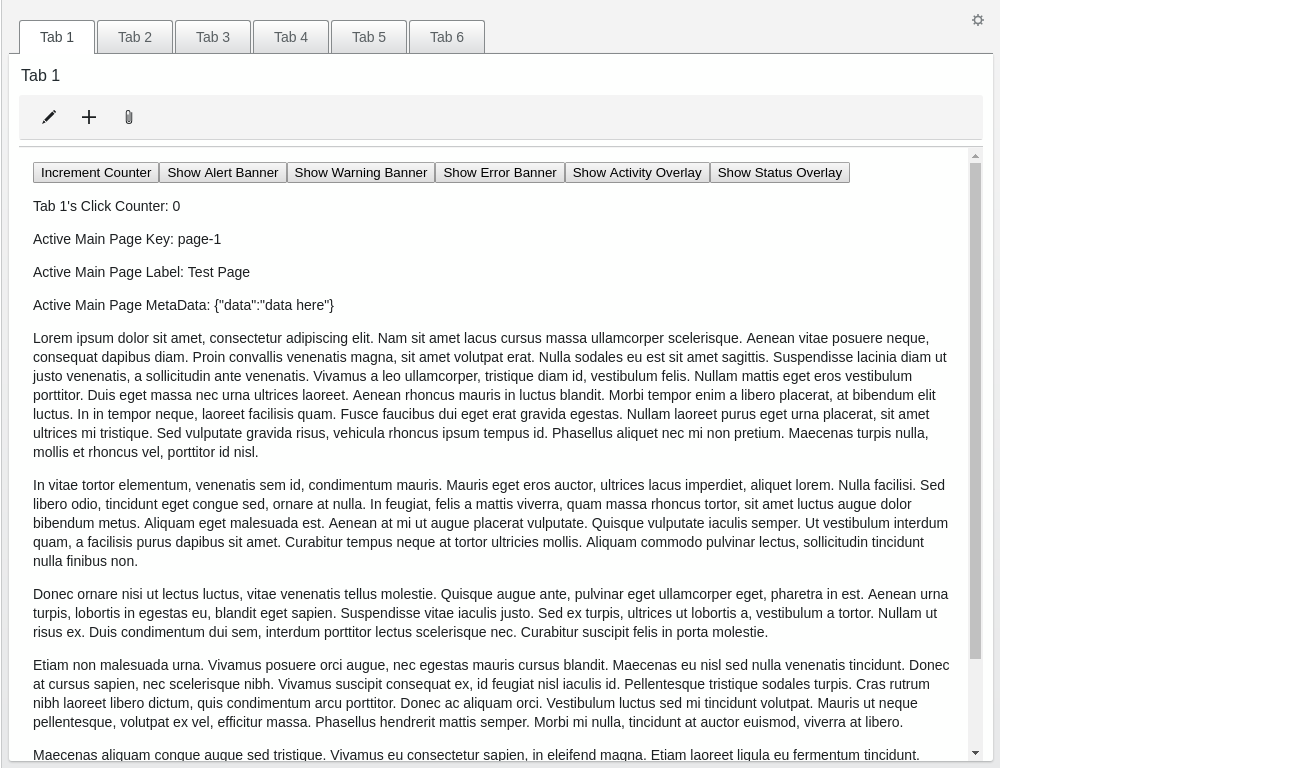 Tab 1 Tab 2 Tab 3 Tab 4 Tab 5 Tab 6
Tab 1
Increment Counter Show Alert Banner Show Warning Banner Show Error Banner Show Activity Overlay Show Status Overlay
Tab 1's Click Counter: 0
Active Main Page Key: page-1
Active Main Page Label: Test Page
Active Main Page MetaData: {"data":"data here"}
Lorem ipsum dolor sit amet, consectetur adipiscing elit. Nam sit amet lacus cursus massa ullamcorper scelerisque. Aenean vitae posuere neque,
consequat dapibus diam. Proin convallis venenatis magna, sit amet volutpat erat. Nulla sodales eu est sit amet sagittis. Suspendisse lacinia diam ut
justo venenatis, a sollicitudin ante venenatis. Vivamus a leo ullamcorper, tristique diam id, vestibulum felis. Nullam mattis eget eros vestibulum
porttitor. Duis eget massa nec urna ultrices laoreet. Aenean rhoncus mauris in luctus blandit. Morbi tempor enim a libero placerat, at bibendum elit
luctus. In in tempor neque, laoreet facilisis quam. Fusce faucibus dui eget erat gravida egestas. Nullam laoreet purus eget urna placerat, sit amet
ultrices mi tristique. Sed vulputate gravida risus, vehicula rhoncus ipsum tempus id. Phasellus aliquet nec mi non pretium. Maecenas turpis nulla,
mollis et rhoncus vel, porttitor id nisl.
In vitae tortor elementum, venenatis sem id, condimentum mauris. Mauris eget eros auctor, ultrices lacus imperdiet, aliquet lorem. Nulla facilisi. Sed
libero odio, tincidunt eget congue sed, ornare at nulla. In feugiat, felis a mattis viverra, quam massa rhoncus tortor, sit amet luctus augue dolor
bibendum metus. Aliquam eget malesuada est. Aenean at mi ut augue placerat vulputate. Quisque vulputate iaculis semper. Ut vestibulum interdum
quam, a facilisis purus dapibus sit amet. Curabitur tempus neque at tortor ultricies mollis. Aliquam commodo pulvinar lectus, sollicitudin tincidunt
nulla finibus non.
Donec ornare nisi ut lectus luctus, vitae venenatis tellus molestie. Quisque augue ante, pulvinar eget ullamcorper eget, pharetra in est. Aenean urna
turpis, lobortis in egestas eu, blandit eget sapien. Suspendisse vitae iaculis justo. Sed ex turpis, ultrices ut lobortis a, vestibulum a tortor. Nullam ut
risus ex. Duis condimentum dui sem, interdum porttitor lectus scelerisque nec. Curabitur suscipit felis in porta molestie.
Etiam non malesuada urna. Vivamus posuere orci augue, nec egestas mauris cursus blandit. Maecenas eu nisl sed nulla venenatis tincidunt. Donec
at cursus sapien, nec scelerisque nibh. Vivamus suscipit consequat ex, id feugiat nisl iaculis id. Pellentesque tristique sodales turpis. Cras rutrum
nibh laoreet libero dictum, quis condimentum arcu porttitor. Donec ac aliquam orci. Vestibulum luctus sed mi tincidunt volutpat. Mauris ut neque
pellentesque, volutpat ex vel, efficitur massa. Phasellus hendrerit mattis semper. Morbi mi nulla, tincidunt at auctor euismod, viverra at libero.
Maecenas aliquam congue augue sed tristique. Vivamus eu consectetur sapien, in eleifend magna. Etiam laoreet ligula eu fermentum tincidunt.